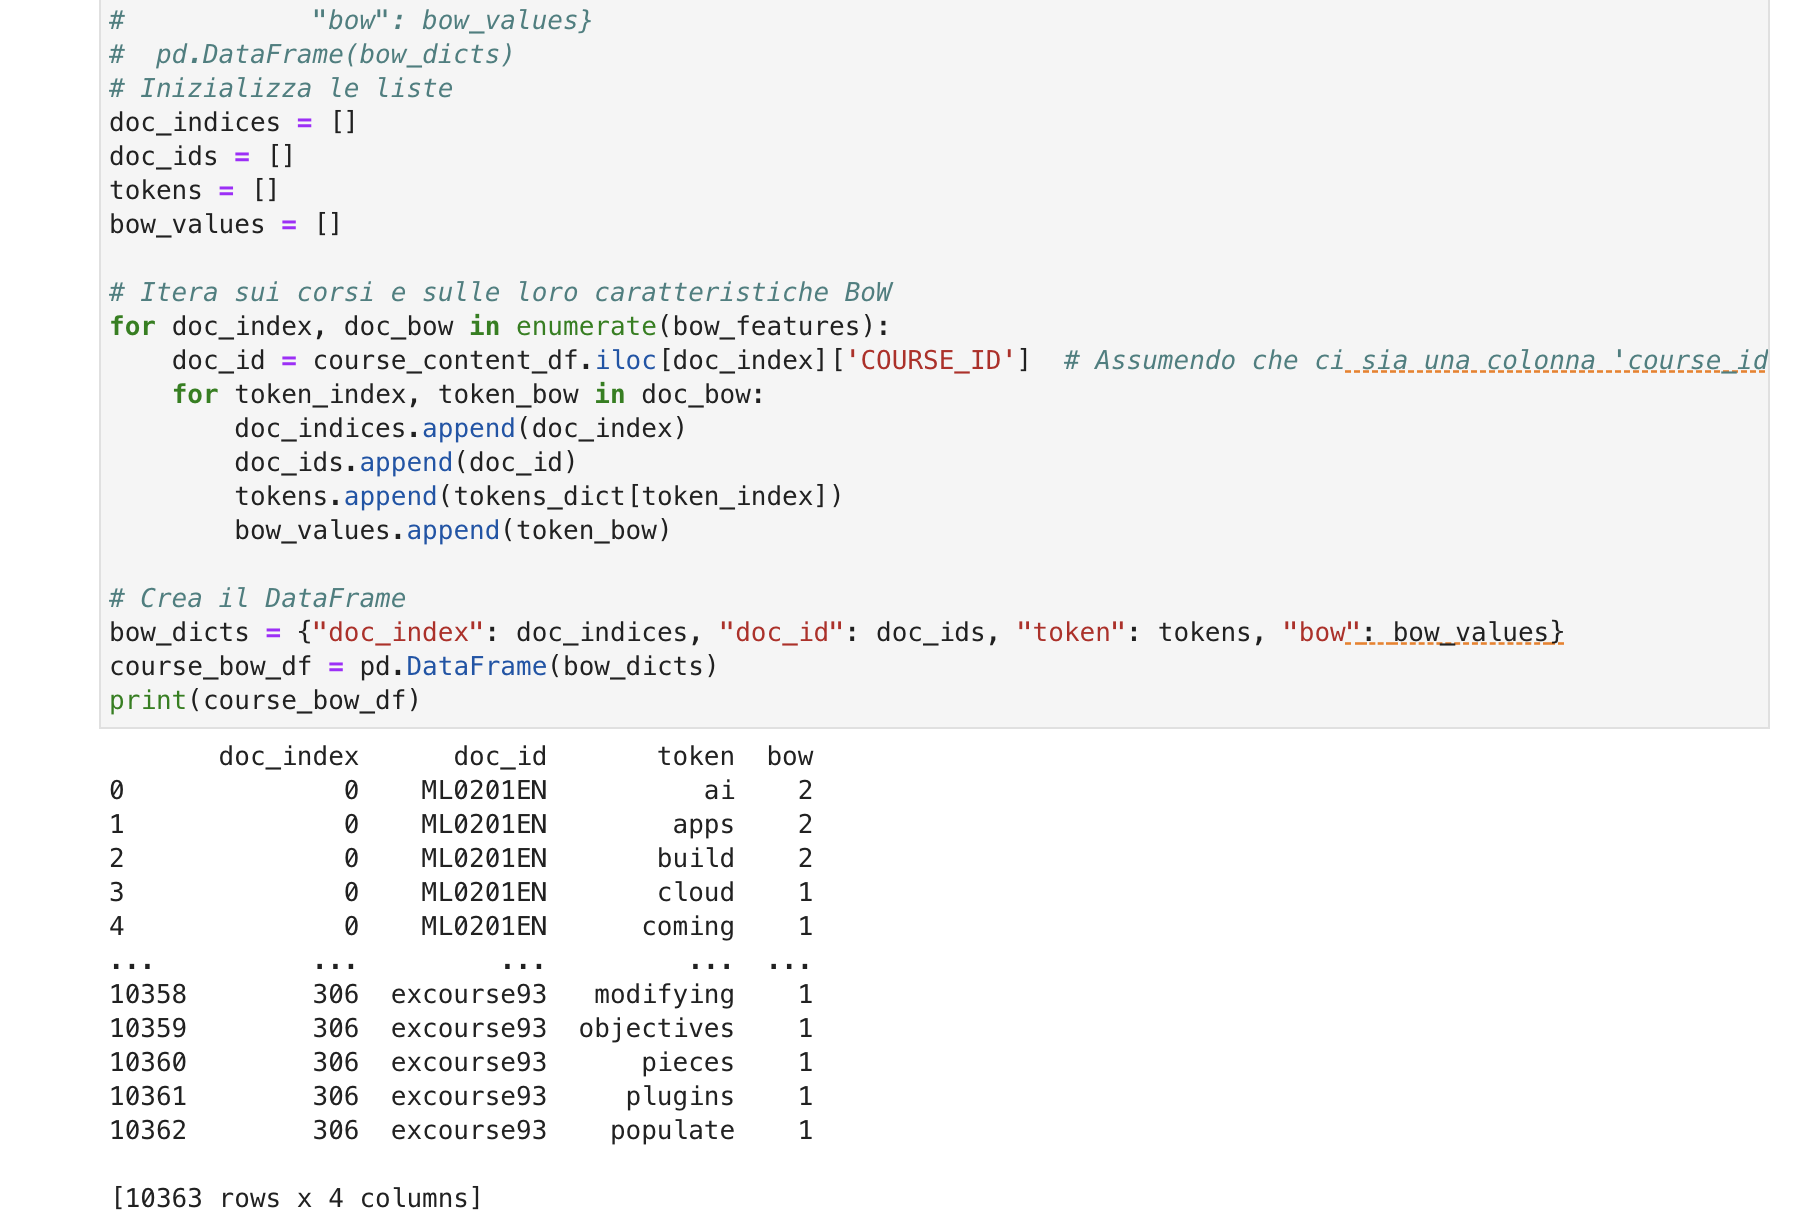 #            "bow": bow_values}
#  pd.DataFrame(bow_dicts)
# Inizializza le liste
doc_indices = []
doc_ids = []
tokens = []
bow_values = []

# Itera sui corsi e sulle loro caratteristiche BoW
for doc_index, doc_bow in enumerate(bow_features):
    doc_id = course_content_df.iloc[doc_index]['COURSE_ID']  # Assumendo che ci sia una colonna 'course_id
    for token_index, token_bow in doc_bow:
        doc_indices.append(doc_index)
        doc_ids.append(doc_id)
        tokens.append(tokens_dict[token_index])
        bow_values.append(token_bow)

# Crea il DataFrame
bow_dicts = {"doc_index": doc_indices, "doc_id": doc_ids, "token": tokens, "bow": bow_values}
course_bow_df = pd.DataFrame(bow_dicts)
print(course_bow_df)
       doc_index      doc_id       token  bow
0              0    ML0201EN          ai    2
1              0    ML0201EN        apps    2
2              0    ML0201EN       build    2
3              0    ML0201EN       cloud    1
4              0    ML0201EN      coming    1
...          ...         ...         ...  ...
10358        306  excourse93   modifying    1
10359        306  excourse93  objectives    1
10360        306  excourse93      pieces    1
10361        306  excourse93     plugins    1
10362        306  excourse93    populate    1

[10363 rows x 4 columns]